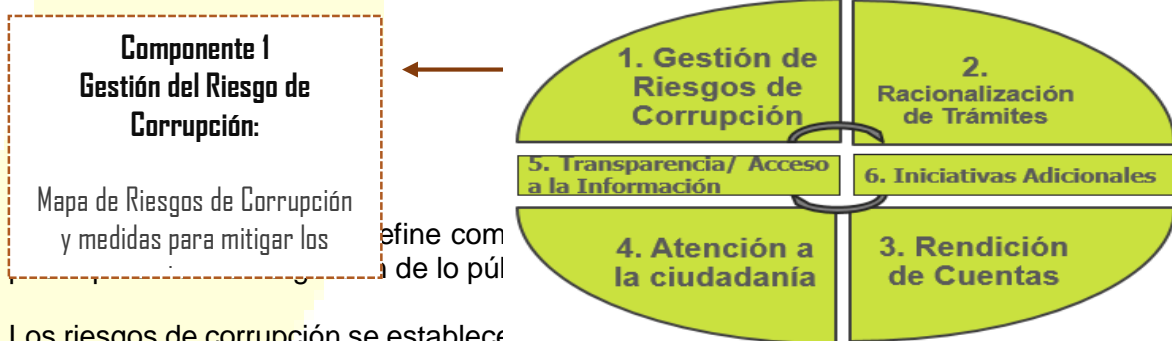 Componente 1
Gestión del Riesgo de
Corrupción:
Mapa de Riesgos de Corrupción
y medidas para mitigar los
1. Gestión de
Riesgos de
Corrupción
2.
Racionalización
de Trámites
5. Transparencia/ Acceso
a la Información
6. Iniciativas Adicionales
4. Atención a
la ciudadanía
3. Rendición
de Cuentas
efine com
de lo púb
Los riesgos de corrupción se establece